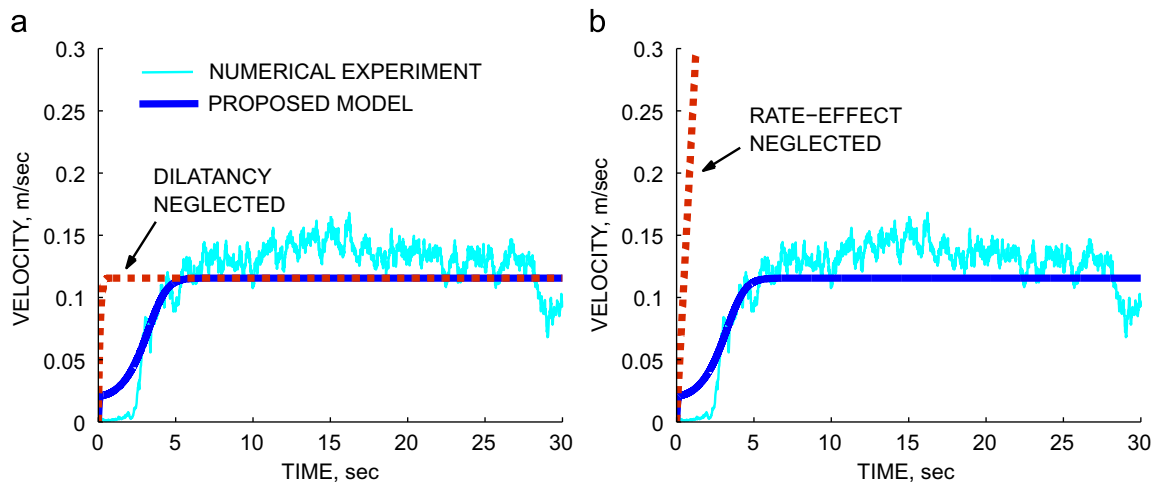 a
0.3
0.25
0.2
0.15
0.1
0.05
0
VELOCITY, m/sec
NUMERICAL EXPERIMENT
PROPOSED MODEL
DILATANCY
NEGLECTED
0 5 10 15 20 25 30
TIME, sec
b
0.3
0.25
0.2
0.15
0.1
0.05
0
VELOCITY, m/sec
RATE−EFFECT
NEGLECTED
0 5 10 15 20 25 30
TIME, sec